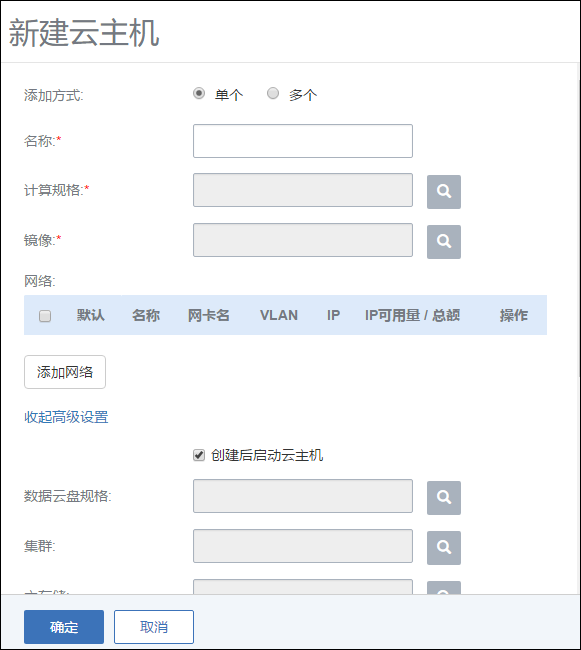 新建云主机
添加方式: 单个 多个
名称:*
计算规格:*
镜像:*
网络:
默认 名称 网卡名 VLAN IP IP可用量 / 总额 操作
添加网络
收起高级设置
创建后启动云主机
数据云盘规格:
集群:
主存储:
确定 取消